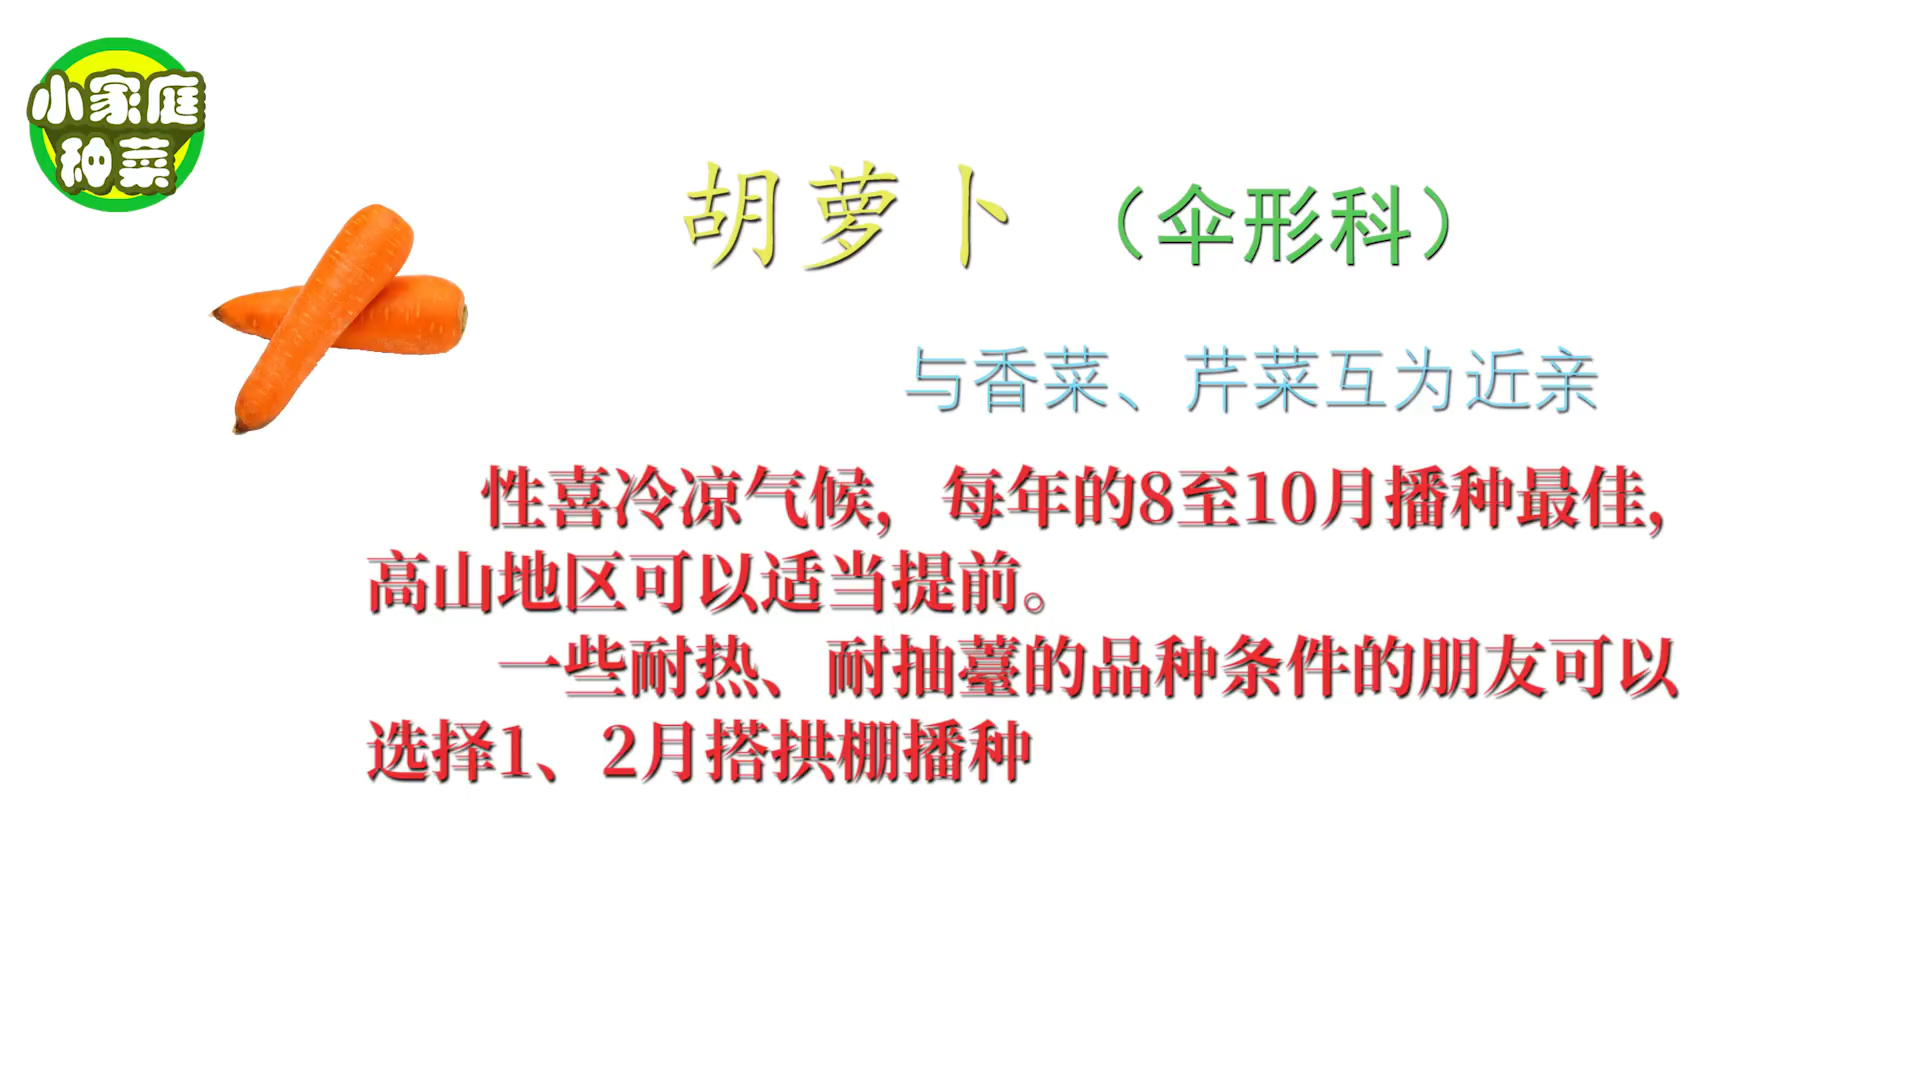 小家庭
种菜
胡萝卜（伞形科）
与香菜、芹菜互为近亲
性喜冷凉气候，每年的8至10月播种最佳，
高山地区可以适当提前。
一些耐热、耐抽薹的品种条件的朋友可以
选择1、2月搭拱棚播种